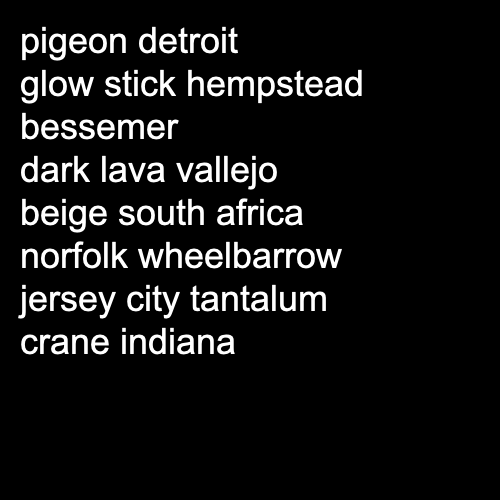 pigeon detroit
glow stick hempstead
bessemer
dark lava vallejo
beige south africa
norfolk wheelbarrow
jersey city tantalum
crane indiana